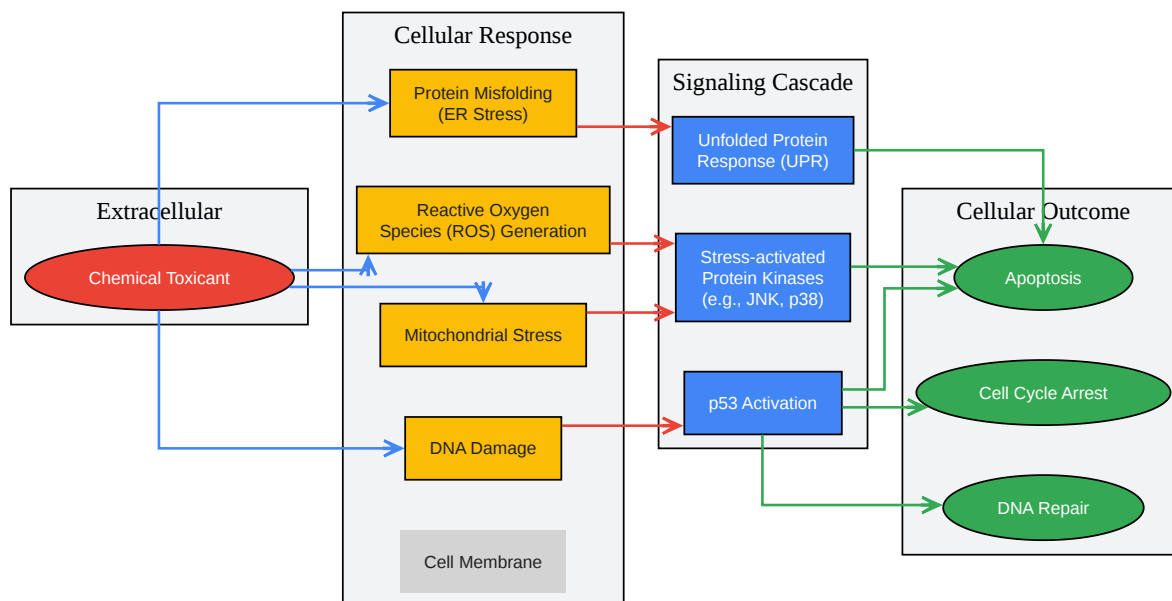 Cellular Response
Protein Misfolding
(ER Stress)
Signaling Cascade
Unfolded Protein
Response (UPR)
Extracellular
Chemical Toxicant
Reactive Oxygen
Species (ROS) Generation
Cellular Outcome
Stress-activated
Protein Kinases
(e.g., JNK, p38)
Apoptosis
Mitochondrial Stress
p53 Activation
Cell Cycle Arrest
DNA Damage
DNA Repair
Cell Membrane